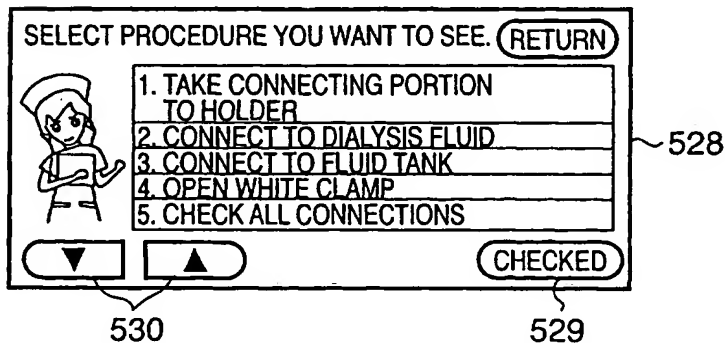 SELECT PROCEDURE YOU WANT TO SEE. RETURN
1. TAKE CONNECTING PORTION
TO HOLDER
2. CONNECT TO DIALYSIS FLUID
3. CONNECT TO FLUID TANK
4. OPEN WHITE CLAMP
5. CHECK ALL CONNECTIONS
528
▼ ▲ CHECKED
530 529